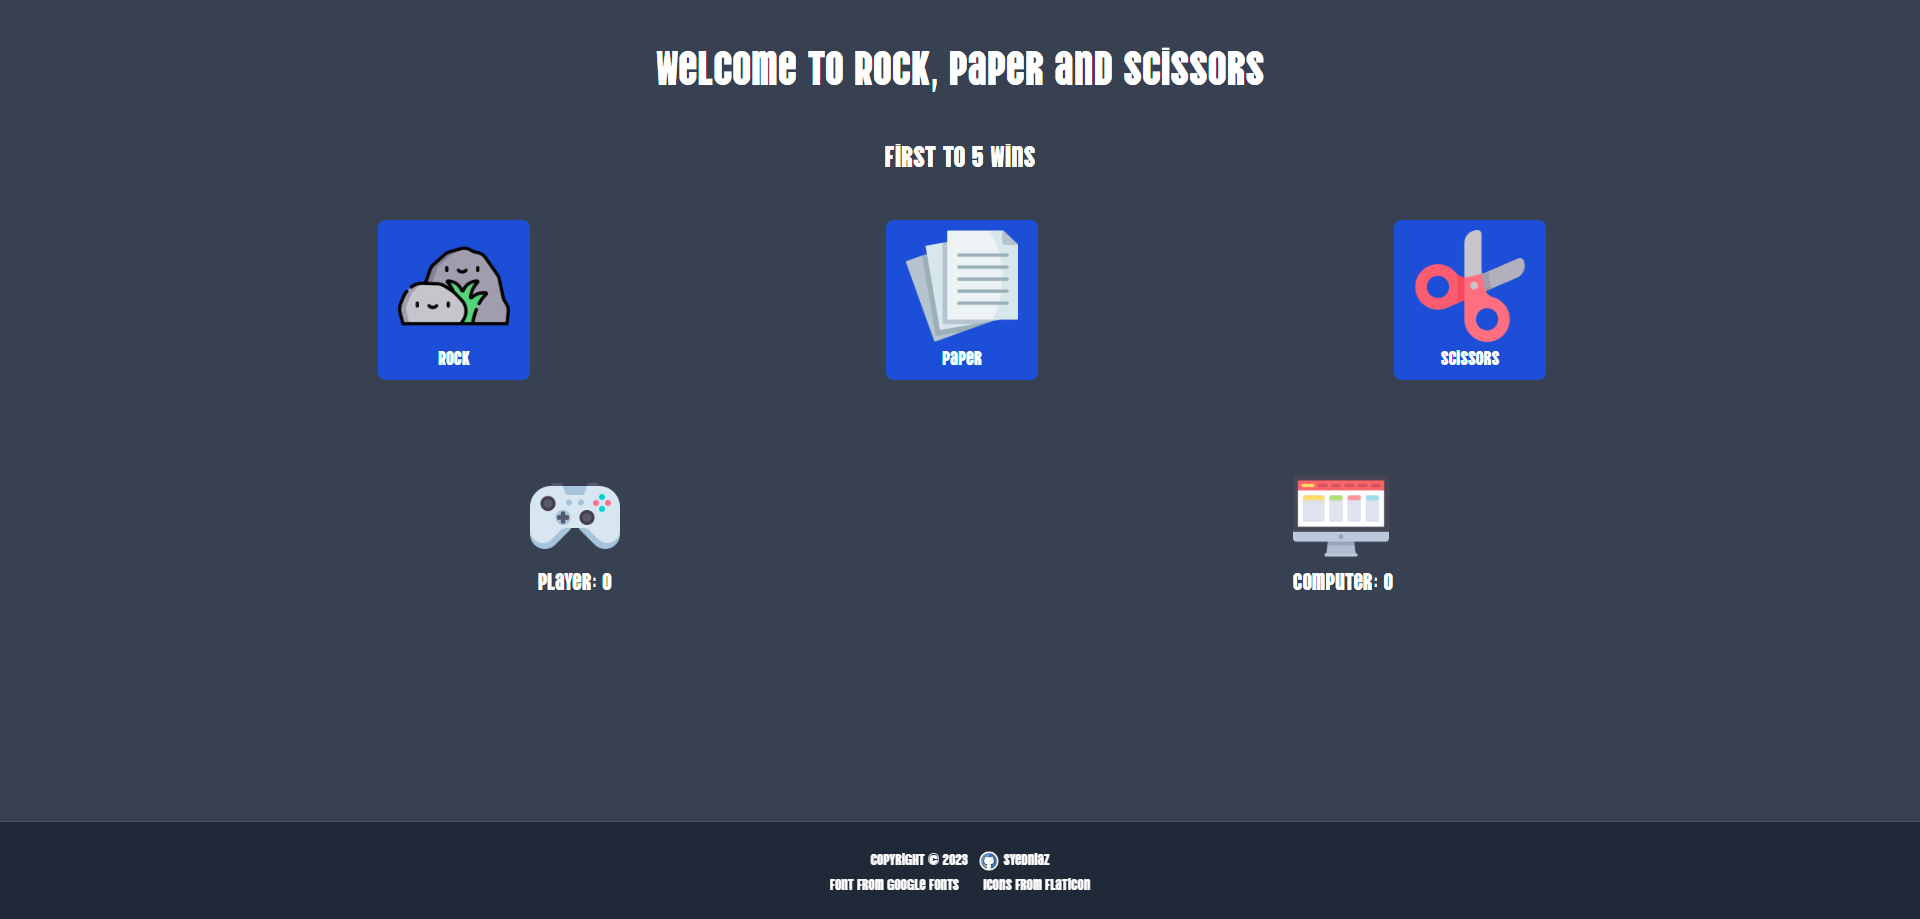 Welcome to Rock, Paper and Scissors
First to 5 wins
Rock
Paper
Scissors
Player: 0
Computer: 0
Copyright © 2023 SyedNiaz
Font from Google Fonts Icons from Flaticon